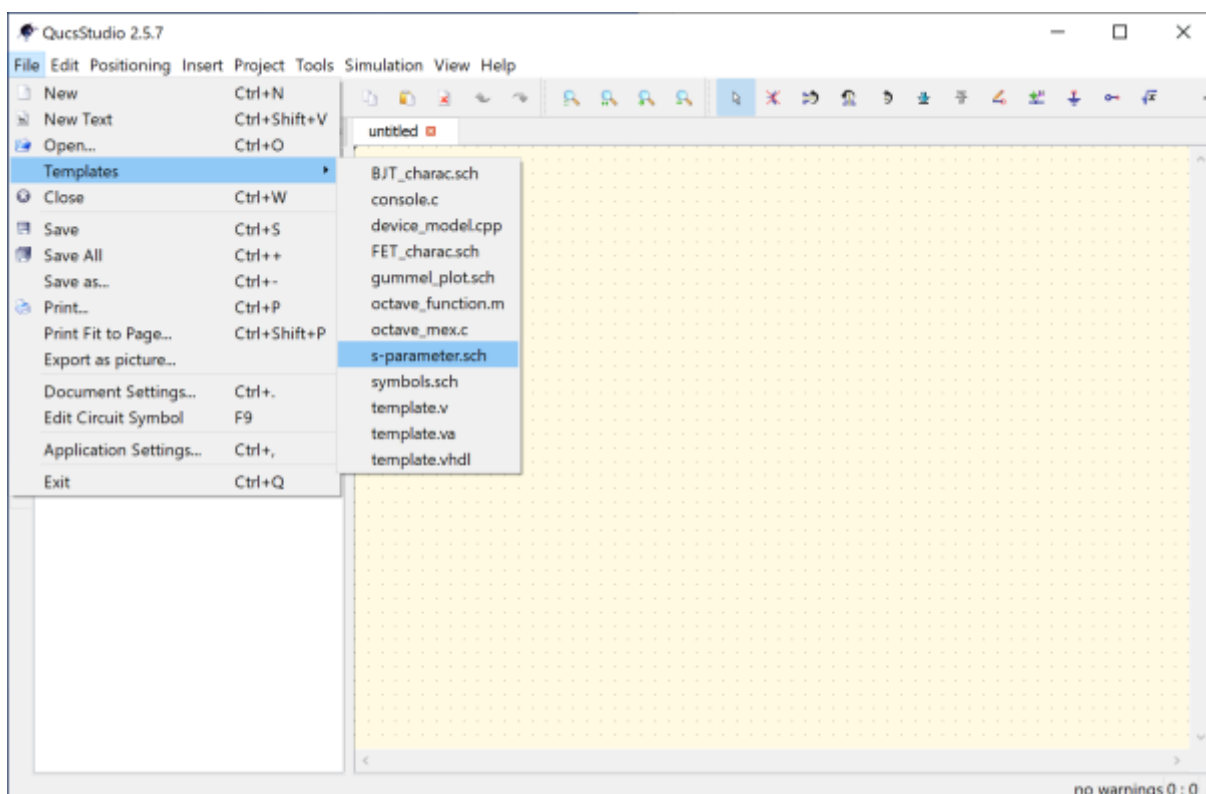 QucsStudio 2.5.7
File Edit Positioning Insert Project Tools Simulation View Help
New Ctrl+N
New Text Ctrl+Shift+V
Open... Ctrl+O
Templates
Close Ctrl+W
Save Ctrl+S
Save All Ctrl++
Save as... Ctrl+-
Print... Ctrl+P
Print Fit to Page... Ctrl+Shift+P
Export as picture...
Document Settings... Ctrl+.
Edit Circuit Symbol F9
Application Settings... Ctrl+,
Exit Ctrl+Q
untitled
BJT_charac.sch
console.c
device_model.cpp
FET_charac.sch
gummel_plot.sch
octave_function.m
octave_mex.c
s-parameter.sch
symbols.sch
template.v
template.va
template.vhdl
no warnings 0 : 0